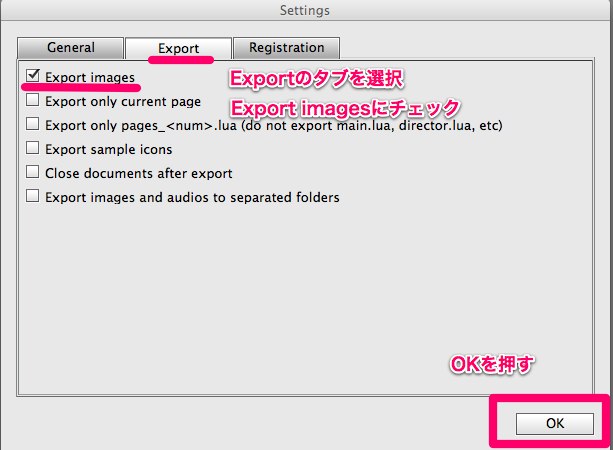 Settings
General Export Registration
Export images
Exportのタブを選択
Export only current page
Export imagesにチェック
Export only pages_<num>.lua (do not export main.lua, director.lua, etc)
Export sample icons
Close documents after export
Export images and audios to separated folders
OKを押す
OK